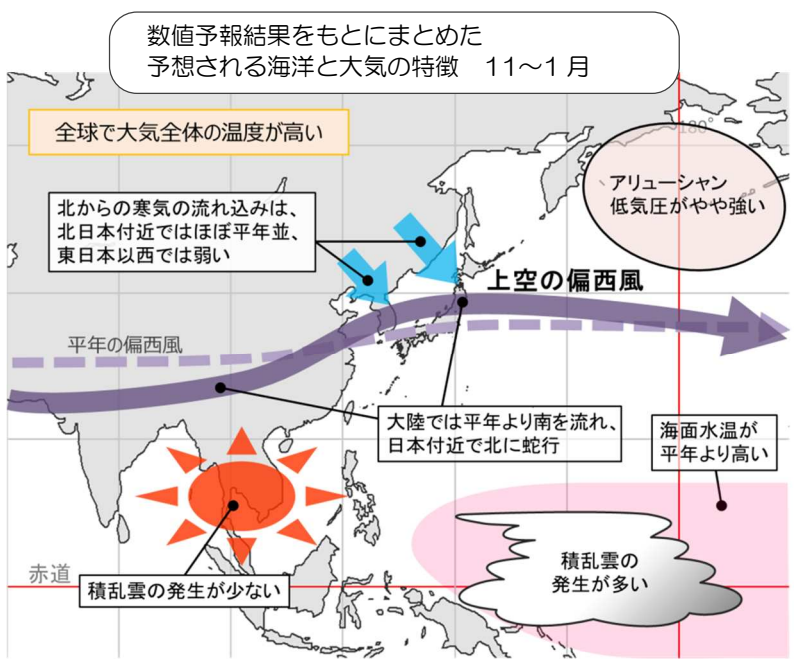 数値予報結果をもとにまとめた
予想される海洋と大気の特徴　11～1月
全球で大気全体の温度が高い
180°
アリューシャン
低気圧がやや強い
北からの寒気の流れ込みは、
北日本付近ではほぼ平年並、
東日本以西では弱い
上空の偏西風
平年の偏西風
大陸では平年より南を流れ、
日本付近で北に蛇行
海面水温が
平年より高い
積乱雲の
発生が多い
赤道
積乱雲の発生が少ない